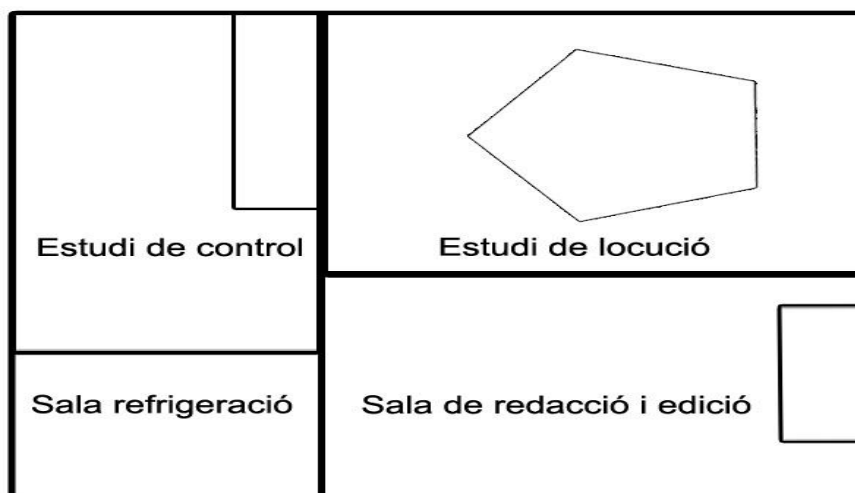 Estudi de control
Estudi de locució
Sala refrigeració
Sala de redacció i edició